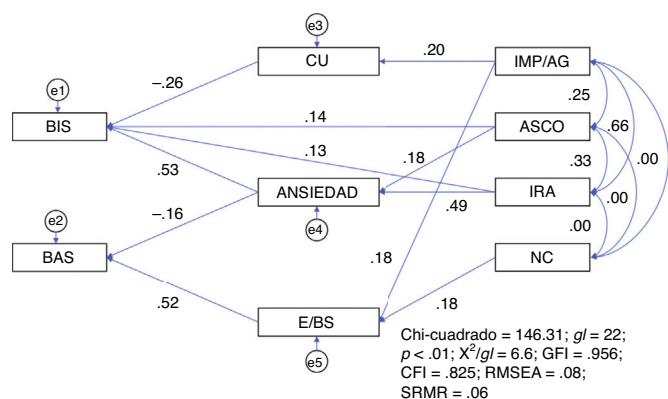 e3
CU
.20
IMP/AG
e1
–.26
.25
BIS
.14
ASCO
.66
.13
.33
.00
.18
.53
ANSIEDAD
IRA
.00
e2
–.16
e4
.49
.00
BAS
.18
NC
.52
.18
E/BS
e5
Chi-cuadrado = 146.31; gl = 22;
p < .01; X²/gl = 6.6; GFI = .956;
CFI = .825; RMSEA = .08;
SRMR = .06